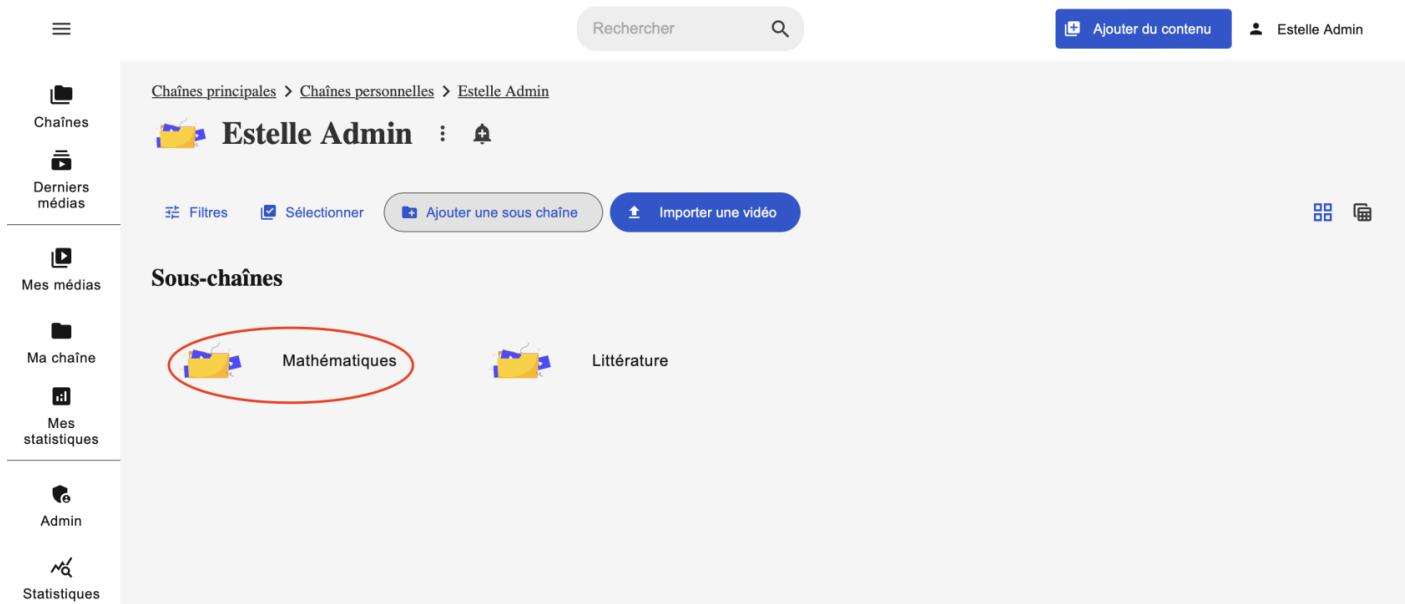 Rechercher
Ajouter du contenu
Estelle Admin
Chaînes
Derniers
médias
Mes médias
Ma chaîne
Mes
statistiques
Admin
Statistiques
Chaînes principales > Chaînes personnelles > Estelle Admin
Estelle Admin
Filtres
Sélectionner
Ajouter une sous chaîne
Importer une vidéo
Sous-chaînes
Mathématiques
Littérature